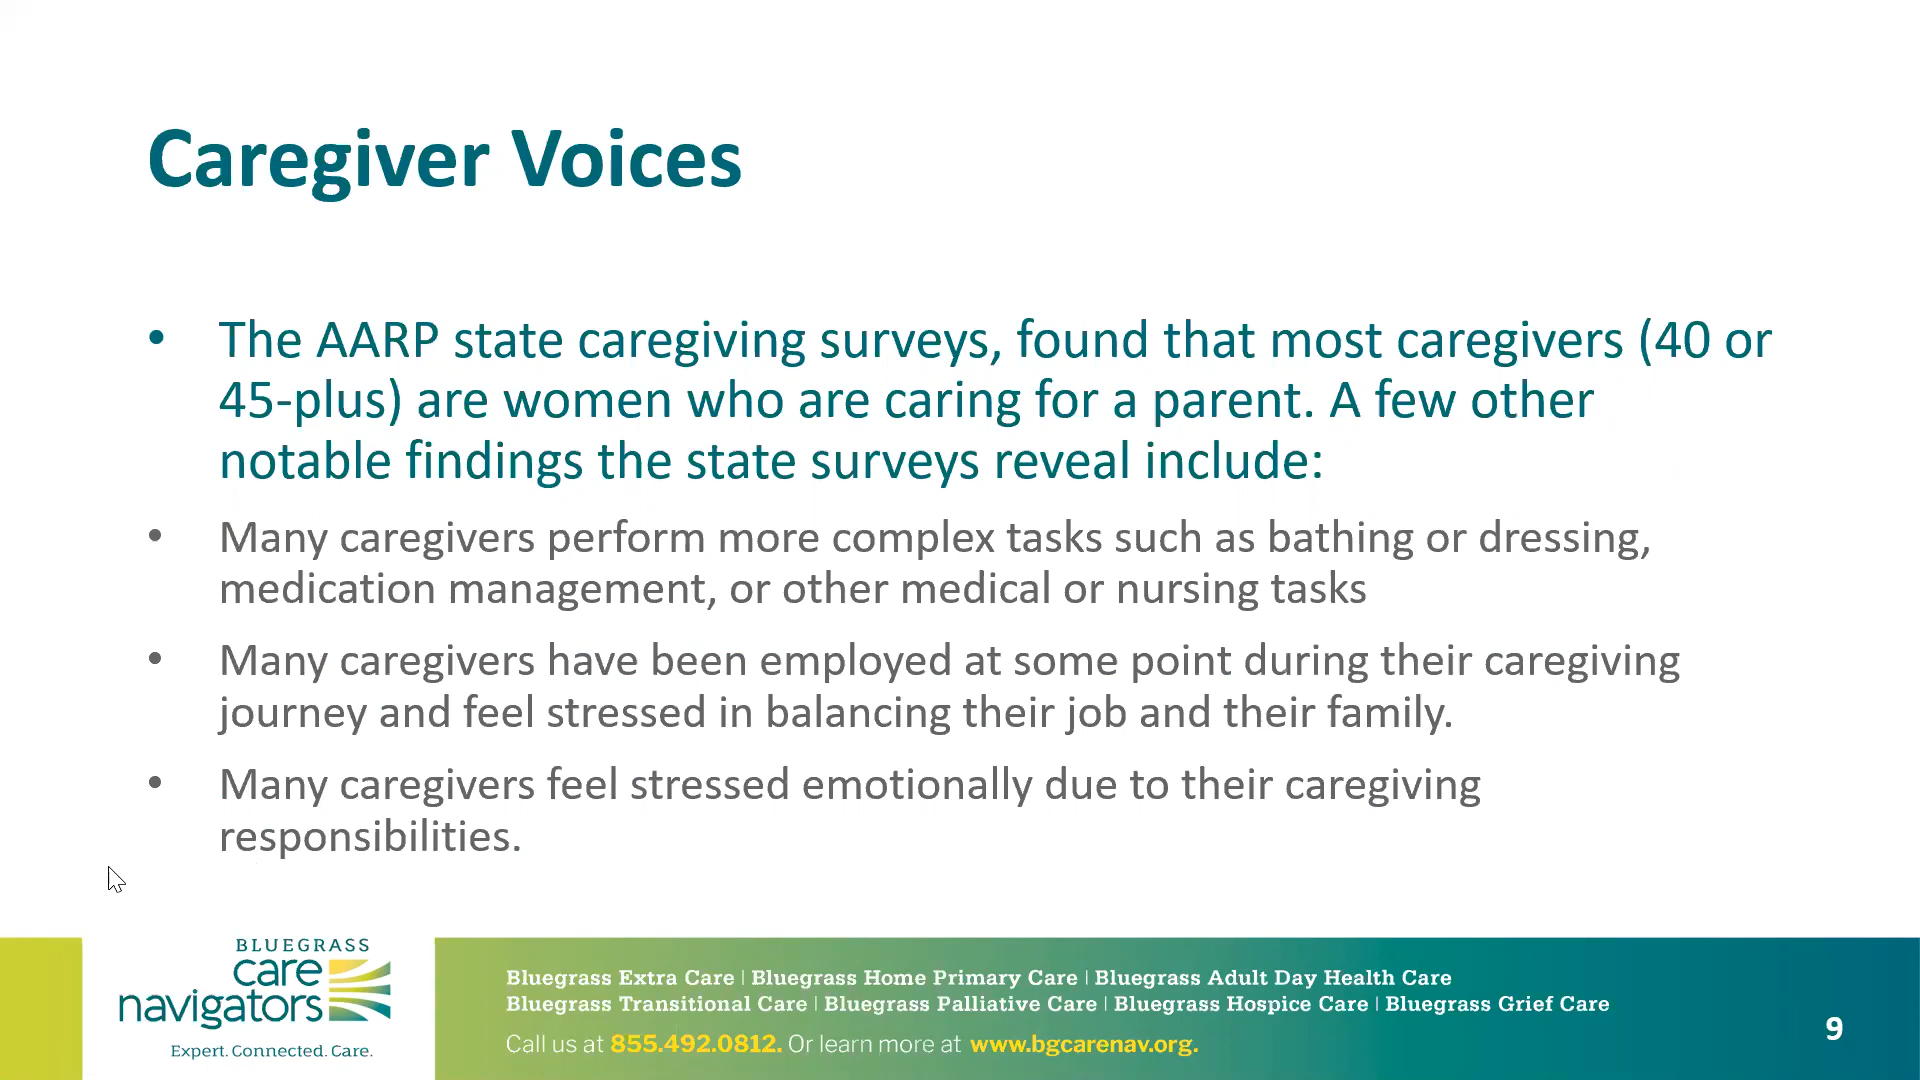 Caregiver Voices
• The AARP state caregiving surveys, found that most caregivers (40 or
45-plus) are women who are caring for a parent. A few other
notable findings the state surveys reveal include:
• Many caregivers perform more complex tasks such as bathing or dressing,
medication management, or other medical or nursing tasks
• Many caregivers have been employed at some point during their caregiving
journey and feel stressed in balancing their job and their family.
• Many caregivers feel stressed emotionally due to their caregiving
responsibilities.
BLUEGRASS
care
navigators
Expert. Connected. Care.
Bluegrass Extra Care | Bluegrass Home Primary Care | Bluegrass Adult Day Health Care
Bluegrass Transitional Care | Bluegrass Palliative Care | Bluegrass Hospice Care | Bluegrass Grief Care
Call us at 855.492.0812. Or learn more at www.bgcarenav.org.
9